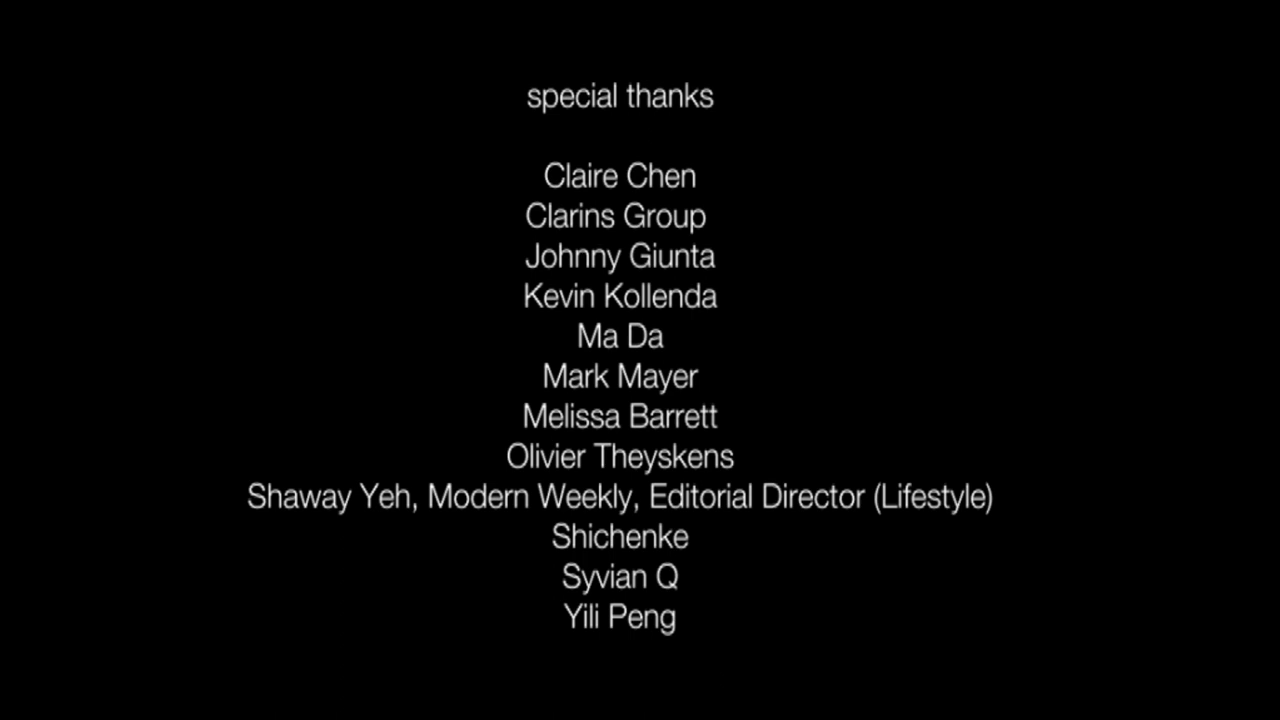 special thanks
Claire Chen
Clarins Group
Johnny Giunta
Kevin Kollenda
Ma Da
Mark Mayer
Melissa Barrett
Olivier Theyskens
Shaway Yeh, Modern Weekly, Editorial Director (Lifestyle)
Shichenke
Syvian Q
Yili Peng